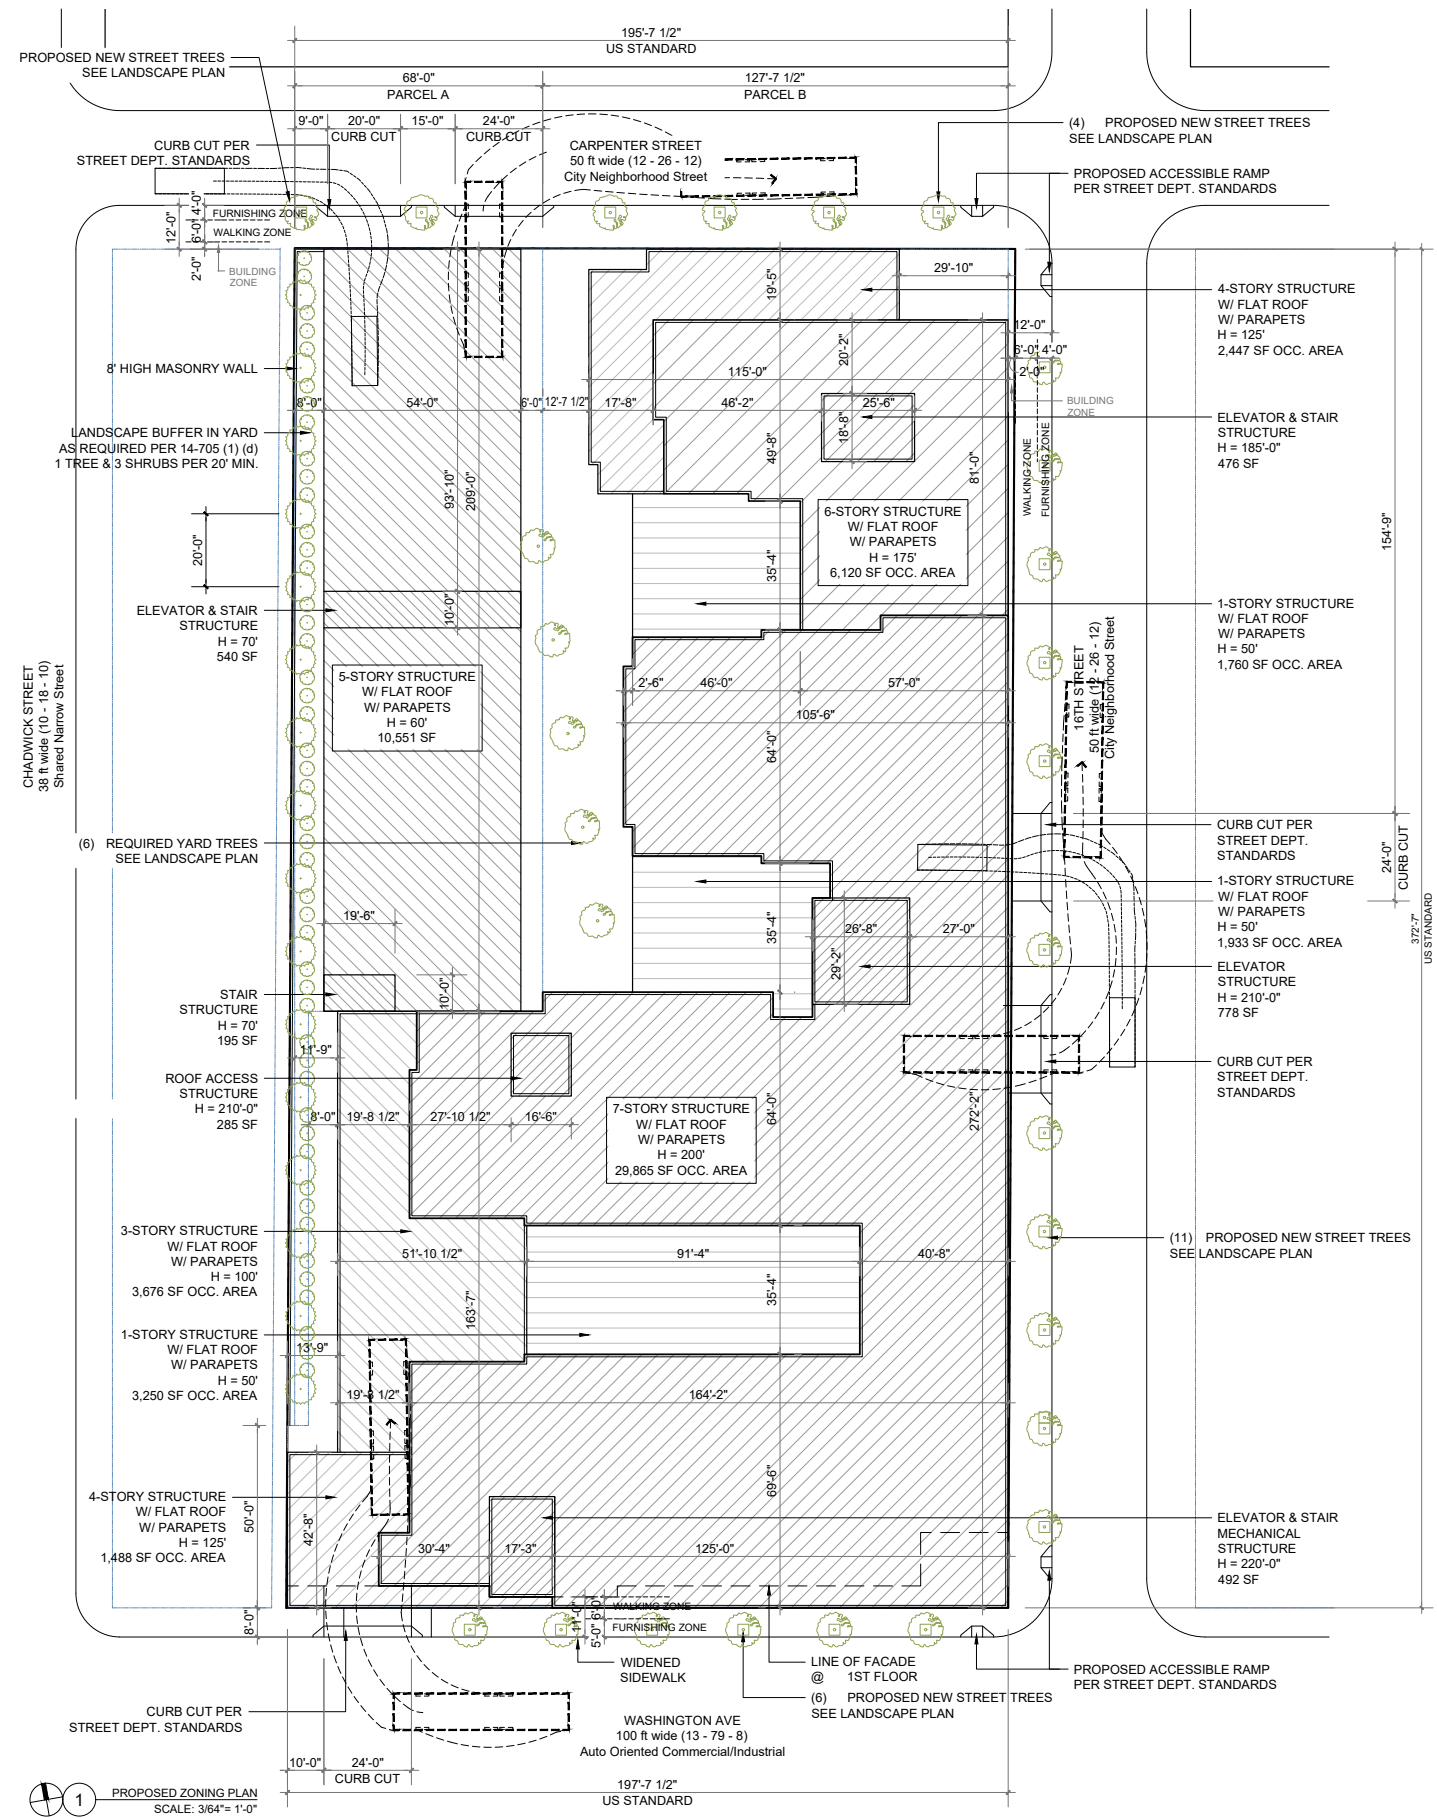 195'-7 1/2"
US STANDARD
PROPOSED NEW STREET TREES
SEE LANDSCAPE PLAN
68'-0"
PARCEL A
127'-7 1/2"
PARCEL B
9'-0"
20'-0"
CURB CUT
15'-0"
24'-0"
CURB CUT
(4) PROPOSED NEW STREET TREES
SEE LANDSCAPE PLAN
CURB CUT PER
STREET DEPT. STANDARDS
CARPENTER STREET
50 ft wide (12 - 26 - 12)
City Neighborhood Street
PROPOSED ACCESSIBLE RAMP
PER STREET DEPT. STANDARDS
12'-0"
4'-0"
6'-0"
2'-0"
FURNISHING ZONE
WALKING ZONE
BUILDING
ZONE
29'-10"
19'-5"
4-STORY STRUCTURE
W/ FLAT ROOF
W/ PARAPETS
H = 125'
2,447 SF OCC. AREA
12'-0"
6'-0"
4'-0"
2'-0"
BUILDING
ZONE
20'-2"
8' HIGH MASONRY WALL
115'-0"
8'-0"
54'-0"
6'-0"
12'-7 1/2"
17'-8"
46'-2"
25'-6"
18'-8"
ELEVATOR & STAIR
STRUCTURE
H = 185'-0"
476 SF
LANDSCAPE BUFFER IN YARD
AS REQUIRED PER 14-705 (1) (d)
1 TREE & 3 SHRUBS PER 20' MIN.
49'-8"
81'-0"
WALKING ZONE
FURNISHING ZONE
93'-10"
209'-0"
6-STORY STRUCTURE
W/ FLAT ROOF
W/ PARAPETS
H = 175'
6,120 SF OCC. AREA
154'-9"
20'-0"
35'-4"
ELEVATOR & STAIR
STRUCTURE
H = 70'
540 SF
10'-0"
1-STORY STRUCTURE
W/ FLAT ROOF
W/ PARAPETS
H = 50'
1,760 SF OCC. AREA
CHADWICK STREET
38 ft wide (10 - 18 - 10)
Shared Narrow Street
5-STORY STRUCTURE
W/ FLAT ROOF
W/ PARAPETS
H = 60'
10,551 SF
2'-6"
46'-0"
57'-0"
105'-6"
64'-0"
16TH STREET
50 ft wide (12 - 26 - 12)
City Neighborhood Street
(6) REQUIRED YARD TREES
SEE LANDSCAPE PLAN
CURB CUT PER
STREET DEPT.
STANDARDS
24'-0"
CURB CUT
1-STORY STRUCTURE
W/ FLAT ROOF
W/ PARAPETS
H = 50'
1,933 SF OCC. AREA
372'-7"
US STANDARD
19'-6"
35'-4"
26'-8"
27'-0"
29'-2"
ELEVATOR
STRUCTURE
H = 210'-0"
778 SF
STAIR
STRUCTURE
H = 70'
195 SF
10'-0"
11'-9"
CURB CUT PER
STREET DEPT.
STANDARDS
ROOF ACCESS
STRUCTURE
H = 210'-0"
285 SF
8'-0"
19'-8 1/2"
27'-10 1/2"
16'-6"
7-STORY STRUCTURE
W/ FLAT ROOF
W/ PARAPETS
H = 200'
29,865 SF OCC. AREA
64'-0"
272'-2"
3-STORY STRUCTURE
W/ FLAT ROOF
W/ PARAPETS
H = 100'
3,676 SF OCC. AREA
51'-10 1/2"
91'-4"
40'-8"
(11) PROPOSED NEW STREET TREES
SEE LANDSCAPE PLAN
163'-7"
35'-4"
1-STORY STRUCTURE
W/ FLAT ROOF
W/ PARAPETS
H = 50'
3,250 SF OCC. AREA
13'-9"
19'-8 1/2"
164'-2"
69'-6"
4-STORY STRUCTURE
W/ FLAT ROOF
W/ PARAPETS
H = 125'
1,488 SF OCC. AREA
50'-0"
42'-8"
30'-4"
17'-3"
125'-0"
ELEVATOR & STAIR
MECHANICAL
STRUCTURE
H = 220'-0"
492 SF
8'-0"
11'-0"
6'-0"
5'-0"
WALKING ZONE
FURNISHING ZONE
WIDENED
SIDEWALK
LINE OF FACADE
@ 1ST FLOOR
PROPOSED ACCESSIBLE RAMP
PER STREET DEPT. STANDARDS
(6) PROPOSED NEW STREET TREES
SEE LANDSCAPE PLAN
CURB CUT PER
STREET DEPT. STANDARDS
WASHINGTON AVE
100 ft wide (13 - 79 - 8)
Auto Oriented Commercial/Industrial
10'-0"
24'-0"
CURB CUT
197'-7 1/2"
US STANDARD
1
PROPOSED ZONING PLAN
SCALE: 3/64"= 1'-0"